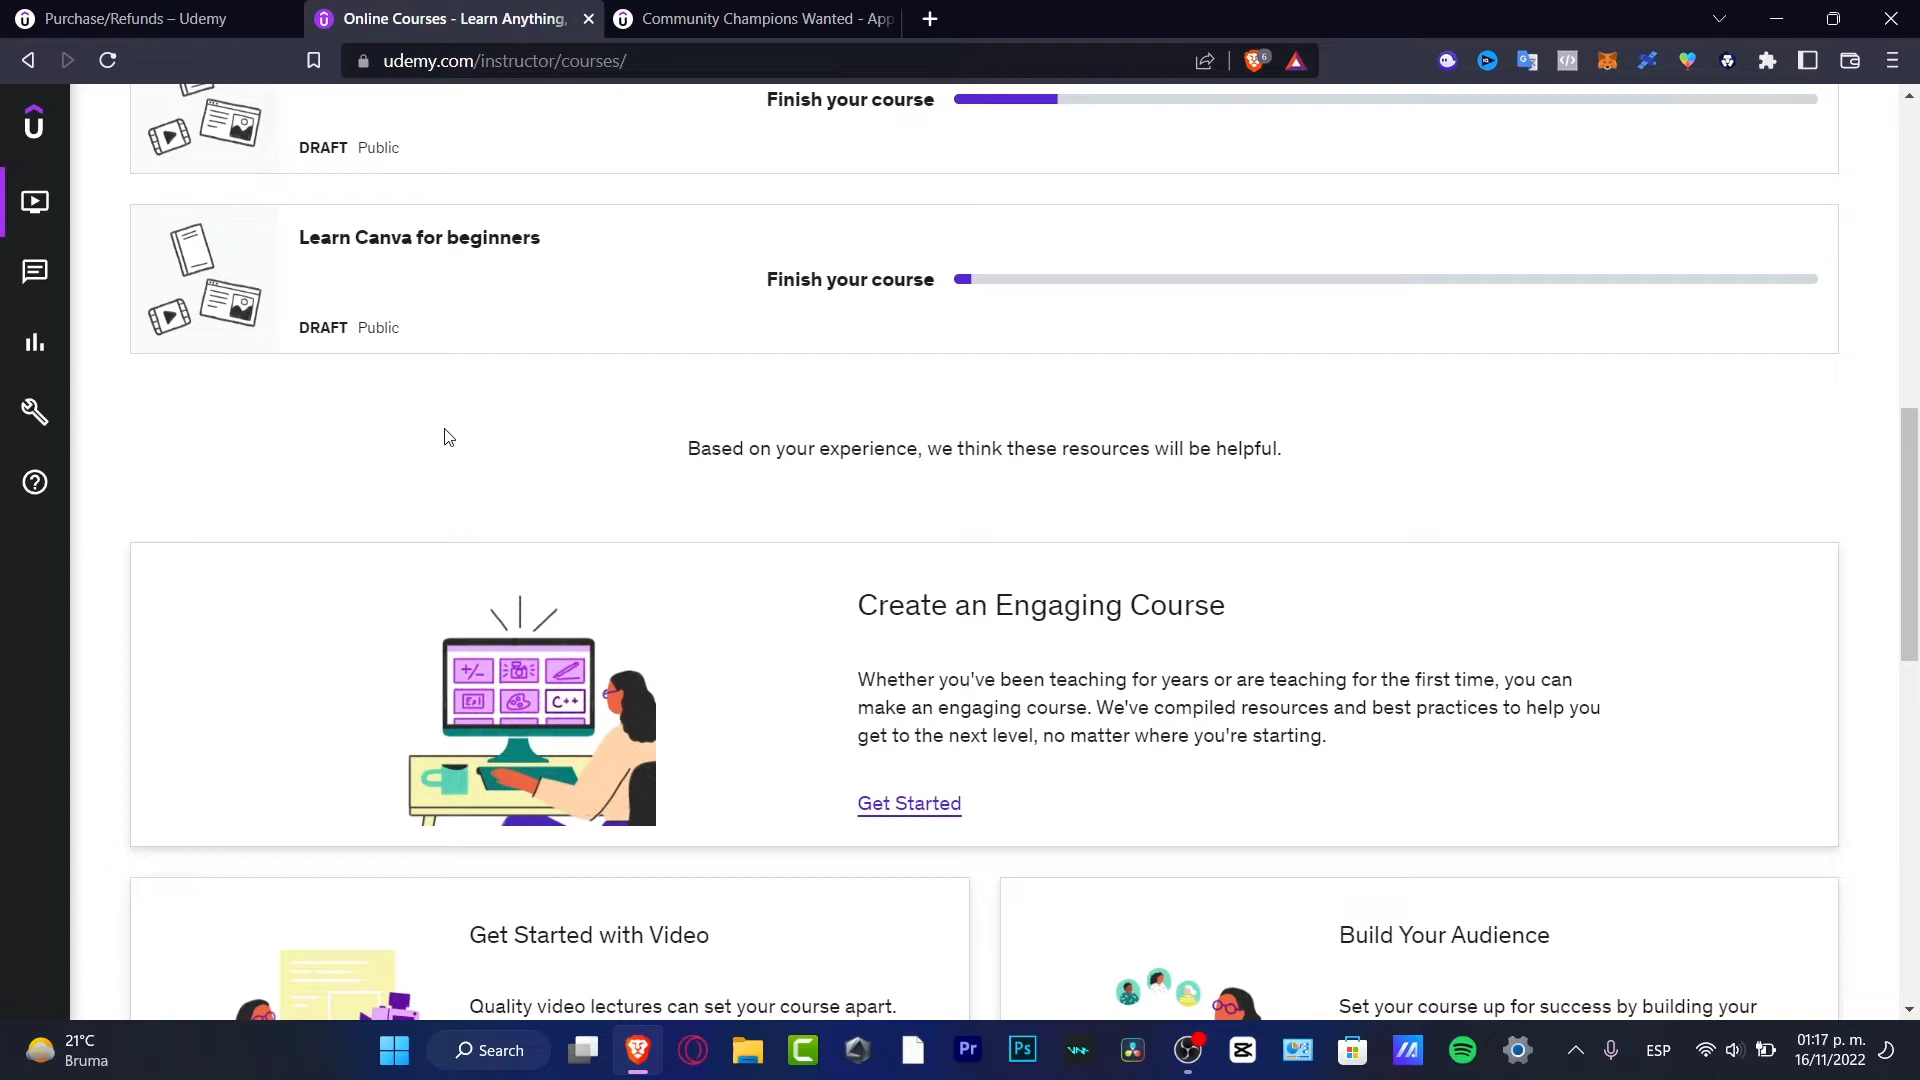 Purchase/Refunds – Udemy
Online Courses - Learn Anything,
Community Champions Wanted - App
udemy.com/instructor/courses/
6
Finish your course
DRAFT Public
Learn Canva for beginners
Finish your course
DRAFT Public
Based on your experience, we think these resources will be helpful.
Create an Engaging Course
Whether you've been teaching for years or are teaching for the first time, you can
make an engaging course. We've compiled resources and best practices to help you
get to the next level, no matter where you're starting.
Get Started
C++
Get Started with Video
Quality video lectures can set your course apart.
Build Your Audience
Set your course up for success by building your
21°C
Bruma
Search
Pr
Ps
ESP
01:17 p. m.
16/11/2022